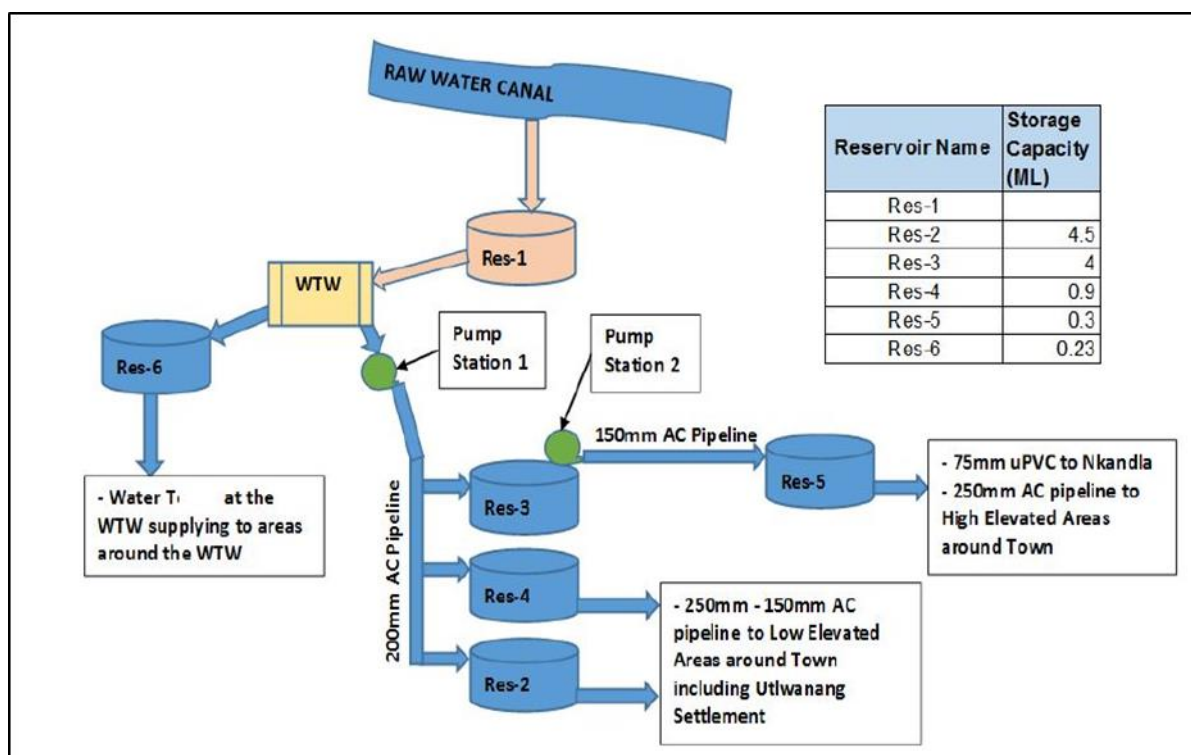 RAW WATER CANAL
Reservoir Name
Storage
Capacity
(ML)
Res-1
Res-2 4.5
Res-3 4
Res-4 0.9
Res-5 0.3
Res-6 0.23
Res-1
WTW
Res-6
Pump
Station 1
Pump
Station 2
150mm AC Pipeline
Res-3
Res-5
- 75mm uPVC to Nkandla
- 250mm AC pipeline to
High Elevated Areas
around Town
- Water at the
WTW supplying to areas
around the WTW
200mm AC Pipeline
Res-4
Res-2
- 250mm - 150mm AC
pipeline to Low Elevated
Areas around Town
including Utlwanang
Settlement